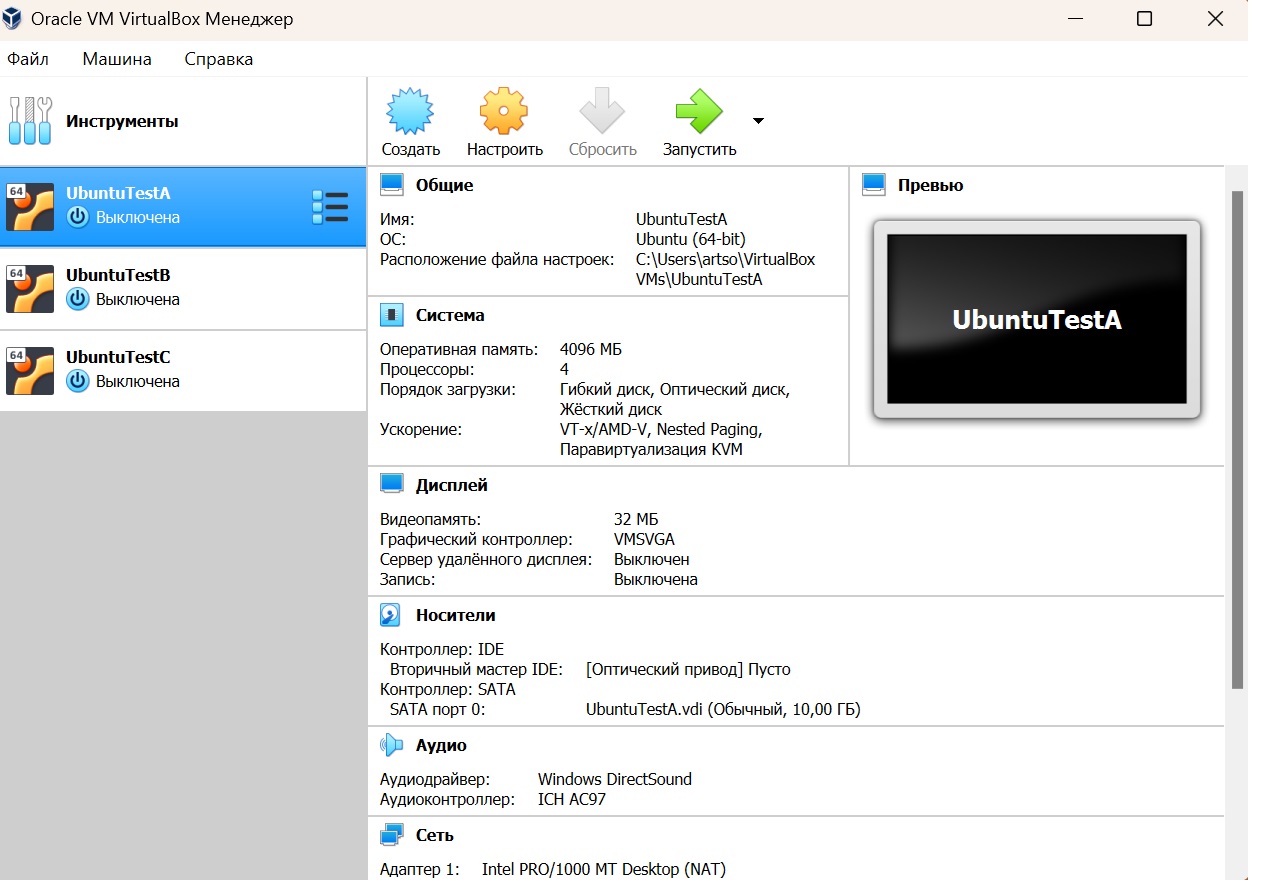 Oracle VM VirtualBox Менеджер
Файл Машина Справка
Инструменты
Создать Настроить Сбросить Запустить
64
UbuntuTestA
Выключена
64
UbuntuTestB
Выключена
64
UbuntuTestC
Выключена
Общие
Имя: UbuntuTestA
ОС: Ubuntu (64-bit)
Расположение файла настроек: C:\Users\artso\VirtualBox
VMs\UbuntuTestA
Система
Оперативная память: 4096 МБ
Процессоры: 4
Порядок загрузки: Гибкий диск, Оптический диск,
Жёсткий диск
Ускорение: VT-x/AMD-V, Nested Paging,
Паравиртуализация KVM
Превью
UbuntuTestA
Дисплей
Видеопамять: 32 МБ
Графический контроллер: VMSVGA
Сервер удалённого дисплея: Выключен
Запись: Выключена
Носители
Контроллер: IDE
Вторичный мастер IDE: [Оптический привод] Пусто
Контроллер: SATA
SATA порт 0: UbuntuTestA.vdi (Обычный, 10,00 ГБ)
Аудио
Аудиодрайвер: Windows DirectSound
Аудиоконтроллер: ICH AC97
Сеть
Адаптер 1: Intel PRO/1000 MT Desktop (NAT)